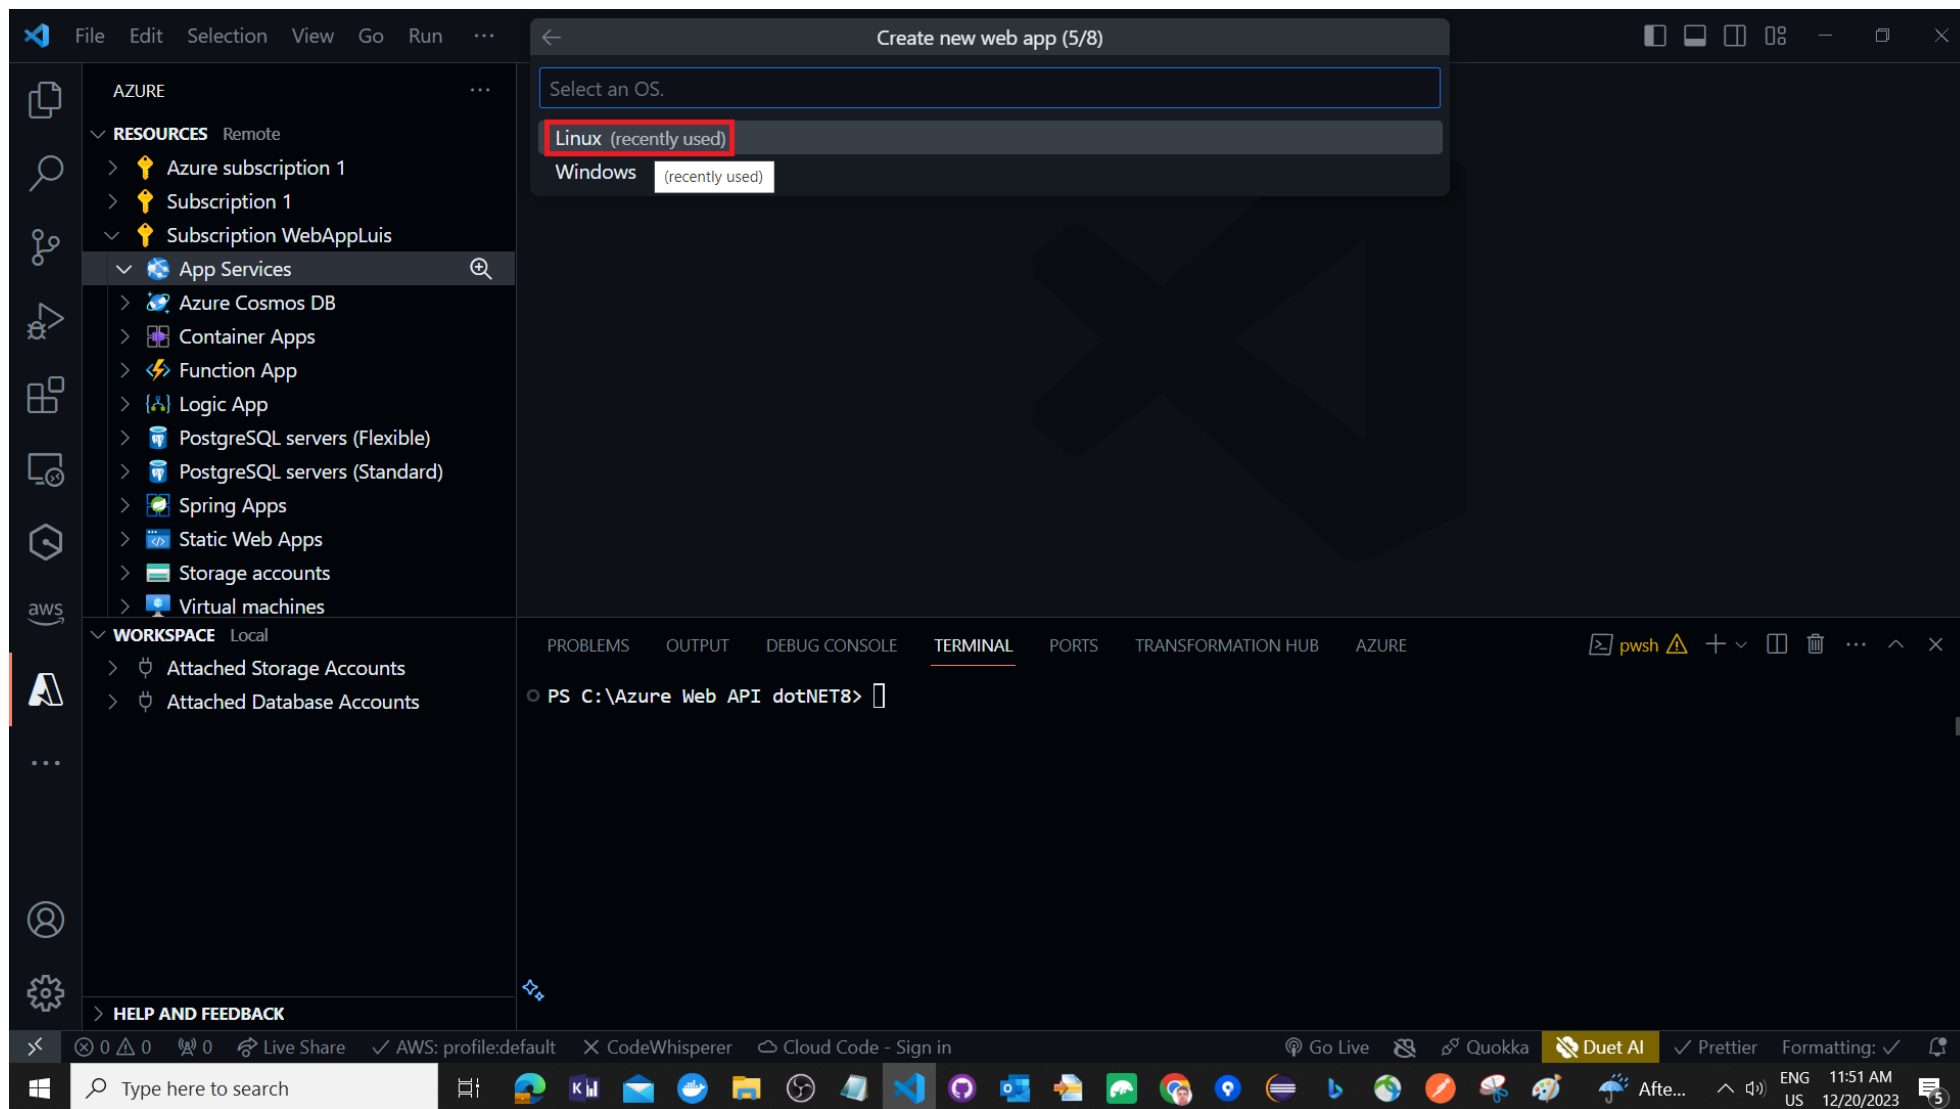 File Edit Selection View Go Run ···
Create new web app (5/8)
Select an OS.
Linux (recently used)
Windows
(recently used)
AZURE
RESOURCES Remote
Azure subscription 1
Subscription 1
Subscription WebAppLuis
App Services
Azure Cosmos DB
Container Apps
Function App
Logic App
PostgreSQL servers (Flexible)
PostgreSQL servers (Standard)
Spring Apps
Static Web Apps
Storage accounts
Virtual machines
aws
WORKSPACE Local
Attached Storage Accounts
Attached Database Accounts
HELP AND FEEDBACK
PROBLEMS OUTPUT DEBUG CONSOLE TERMINAL PORTS TRANSFORMATION HUB AZURE
pwsh
PS C:\Azure Web API dotNET8>
0 0 0 Live Share AWS: profile:default CodeWhisperer Cloud Code - Sign in Go Live Quokka Duet AI Prettier Formatting:
Type here to search
Afte...
ENG 11:51 AM
US 12/20/2023
5